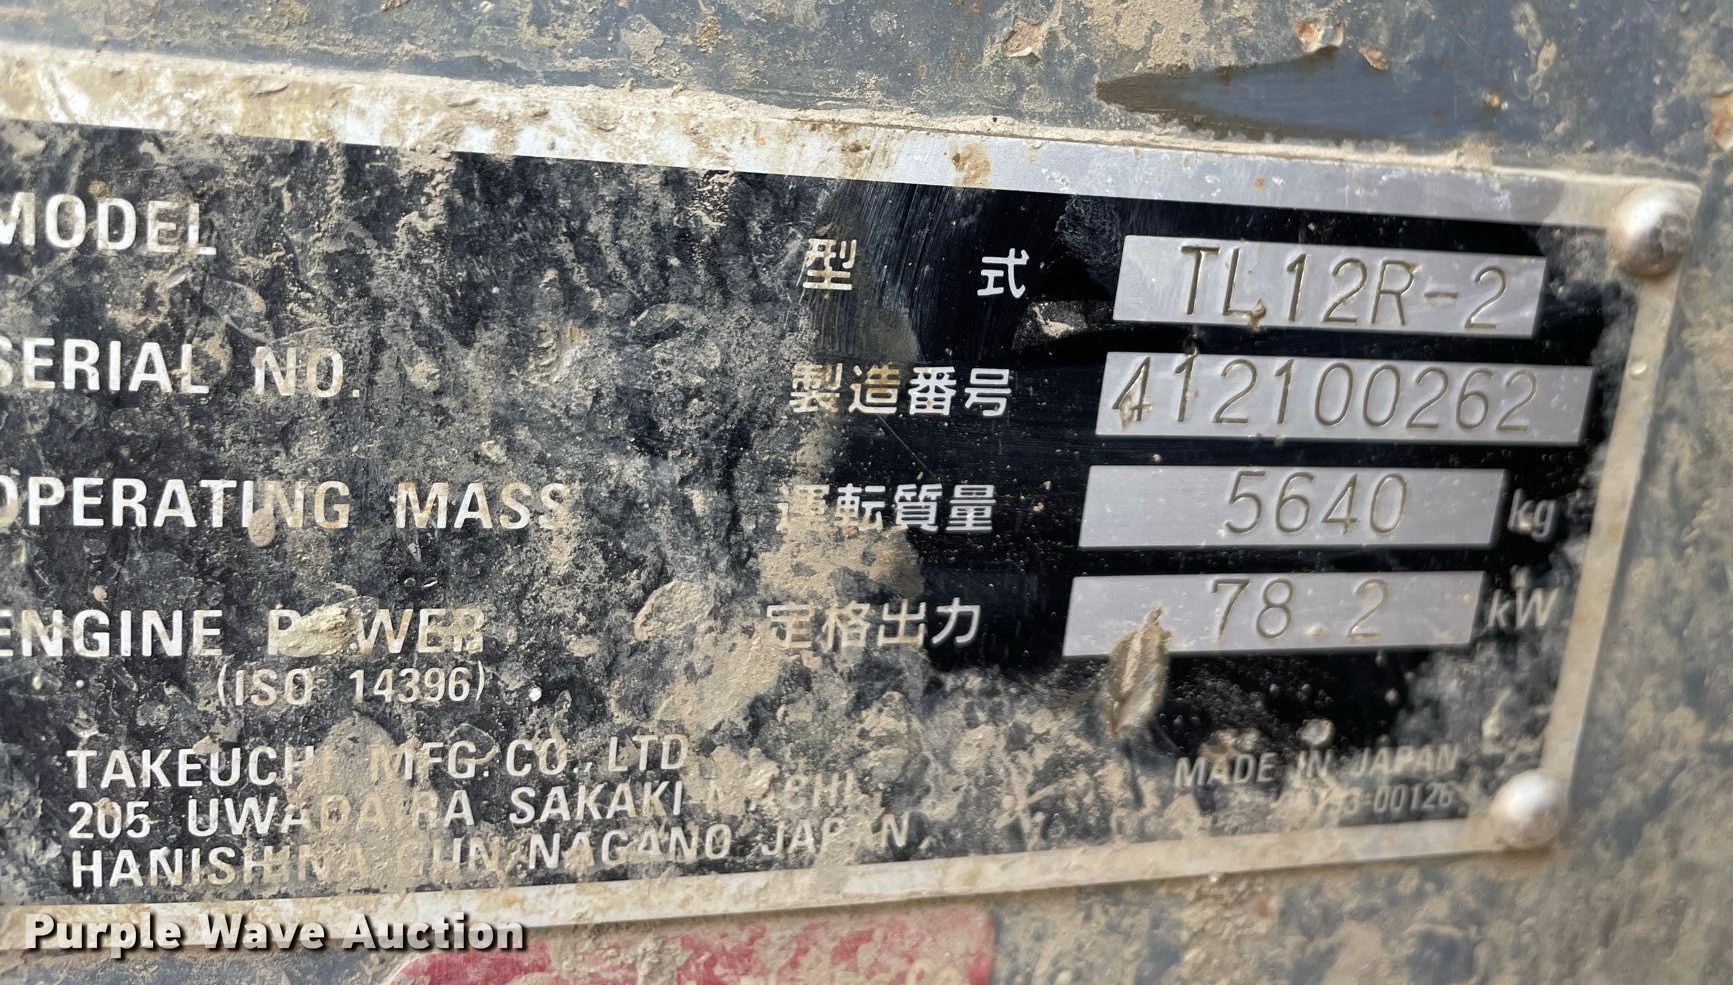 MODEL 型 式 TL12R-2
SERIAL NO. 製造番号 412100262
OPERATING MASS 運転質量 5640 kg
ENGINE POWER 定格出力 78.2 kW
(ISO 14396)
TAKEUCHI MFG. CO., LTD.
205 UWADAIRA SAKAKI-MACHI
HANISHINA-GUN NAGANO JAPAN
MADE IN JAPAN
Purple Wave Auction